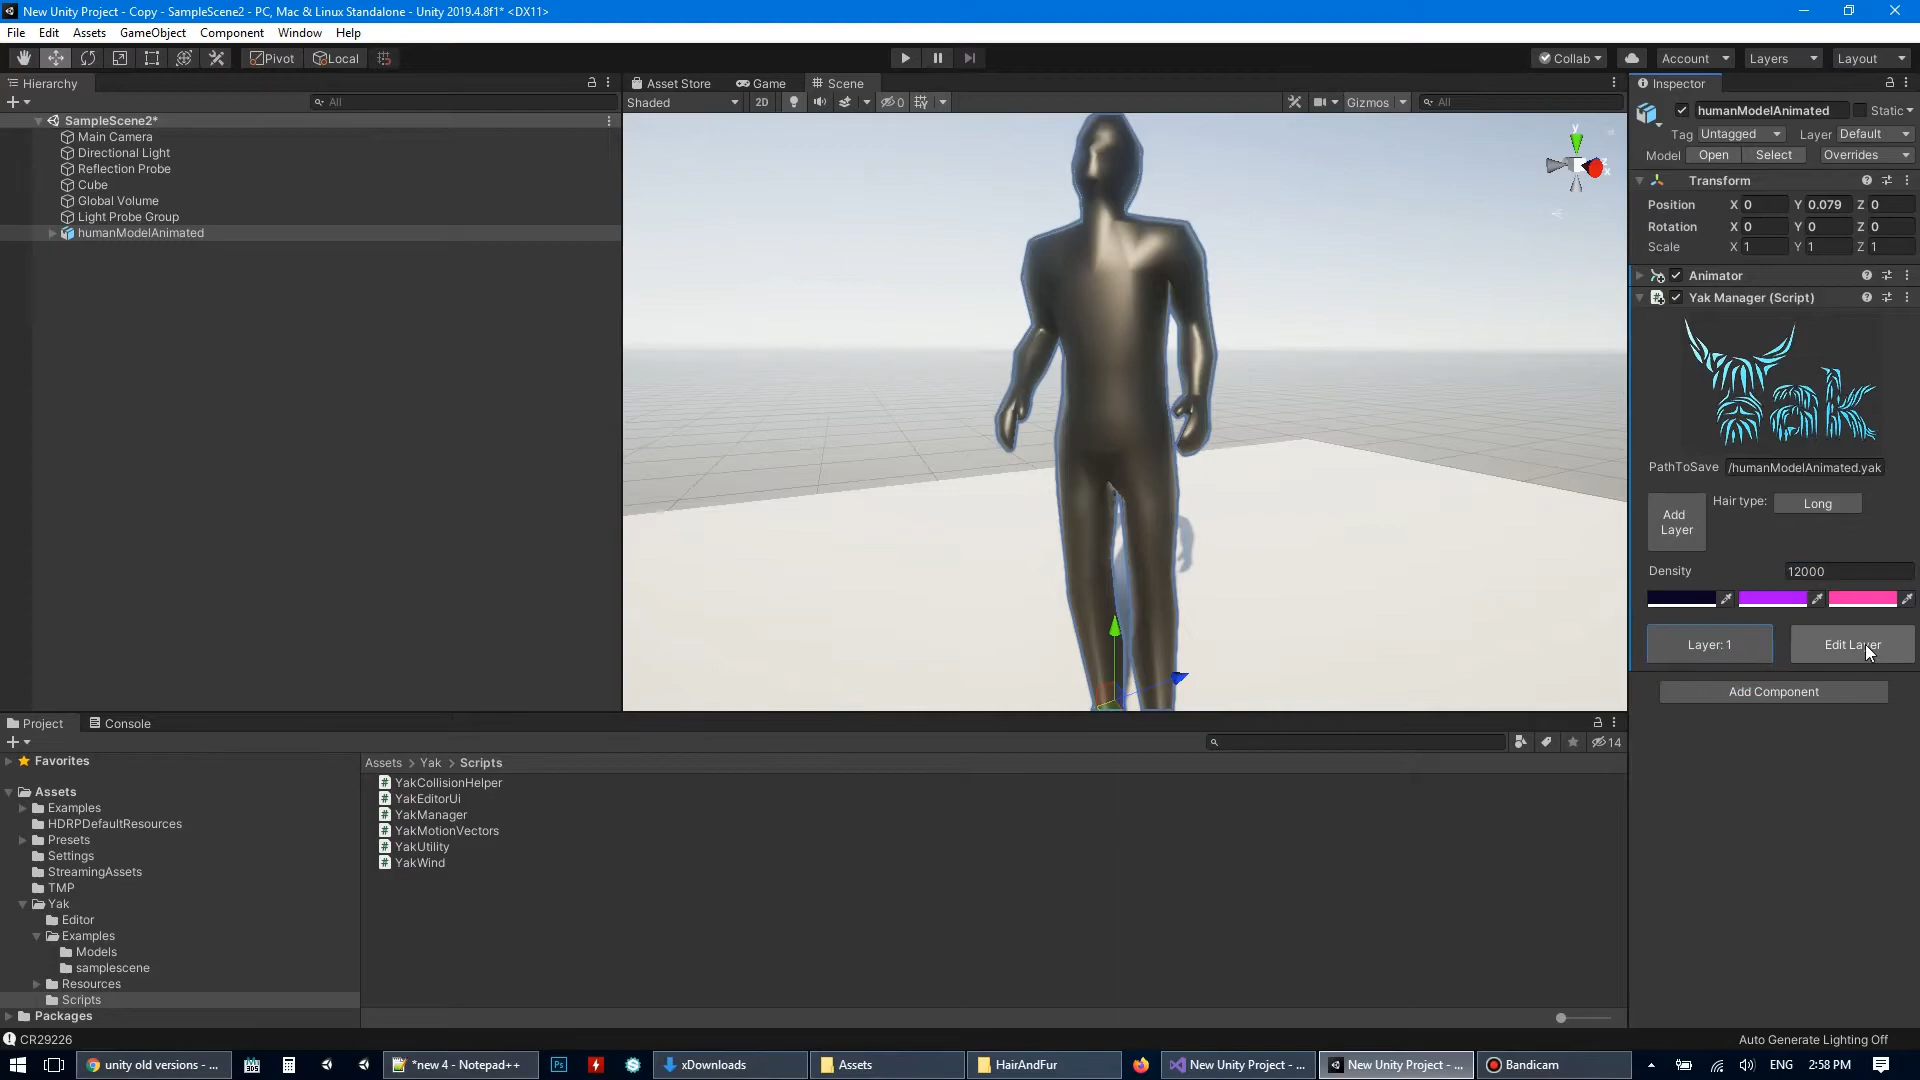 New Unity Project - Copy - SampleScene2 - PC, Mac & Linux Standalone - Unity 2019.4.8f1* <DX11>
File Edit Assets GameObject Component Window Help
Pivot Local Collab Account Layers Layout
Hierarchy
All
SampleScene2*
Main Camera
Directional Light
Reflection Probe
Cube
Global Volume
Light Probe Group
humanModelAnimated
Asset Store Game Scene
Shaded 2D 0 Gizmos All
y
x
Inspector
humanModelAnimated Static
Tag Untagged Layer Default
Model Open Select Overrides
Transform
Position X 0 Y 0.079 Z 0
Rotation X 0 Y 0 Z 0
Scale X 1 Y 1 Z 1
Animator
Yak Manager (Script)
Yak
PathToSave /humanModelAnimated.yak
Add Layer Hair type: Long
Density 12000
Layer: 1 Edit Layer
Add Component
Project Console
14
Favorites
Assets
Examples
HDRPDefaultResources
Presets
Settings
StreamingAssets
TMP
Yak
Editor
Examples
Models
samplescene
Resources
Scripts
Packages
Assets > Yak > Scripts
YakCollisionHelper
YakEditorUi
YakManager
YakMotionVectors
YakUtility
YakWind
CR29226
Auto Generate Lighting Off
unity old versions - ... *new 4 - Notepad++ Ps xDownloads Assets HairAndFur New Unity Project - ... New Unity Project - ... Bandicam ENG 2:58 PM